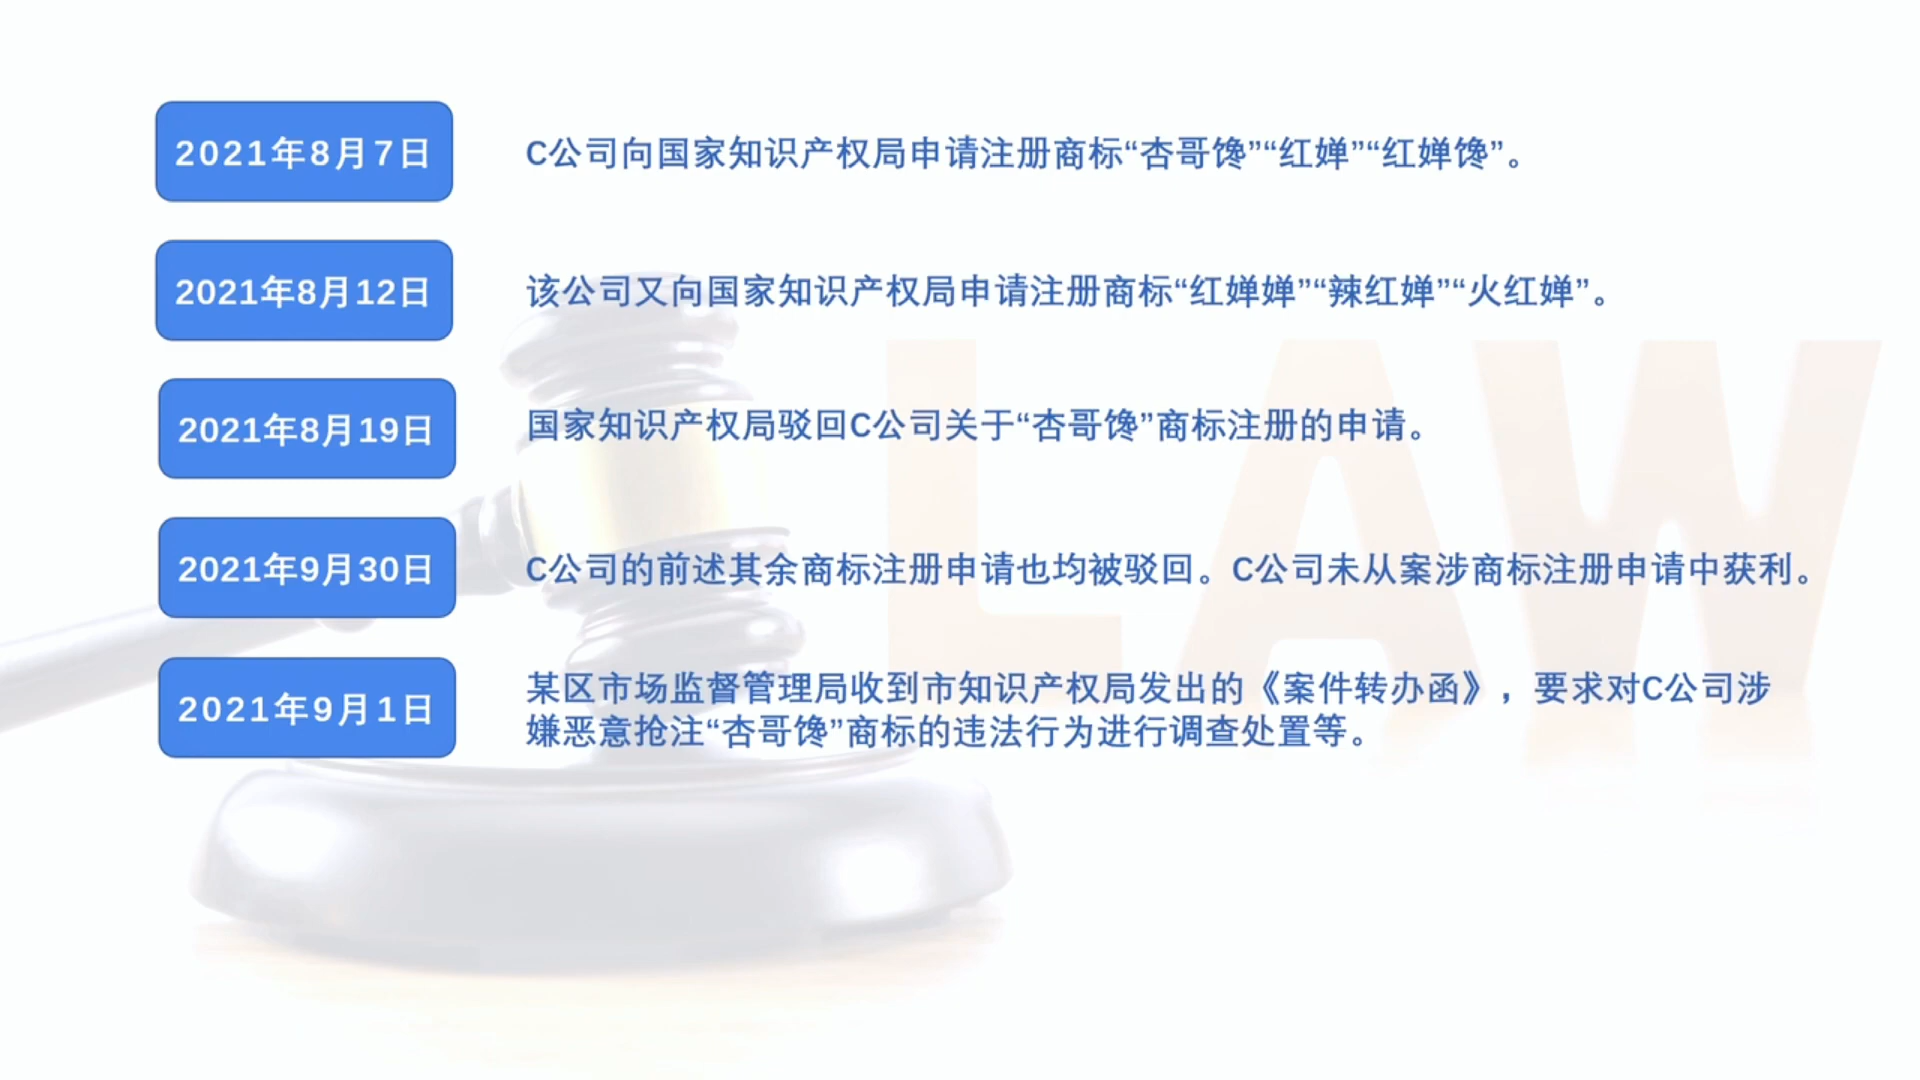 2021年8月7日
C公司向国家知识产权局申请注册商标“杏哥馋”“红婵”“红婵馋”。
2021年8月12日
该公司又向国家知识产权局申请注册商标“红婵婵”“辣红婵”“火红婵”。
2021年8月19日
国家知识产权局驳回C公司关于“杏哥馋”商标注册的申请。
2021年9月30日
C公司的前述其余商标注册申请也均被驳回。C公司未从案涉商标注册申请中获利。
2021年9月1日
某区市场监督管理局收到市知识产权局发出的《案件转办函》，要求对C公司涉
嫌恶意抢注“杏哥馋”商标的违法行为进行调查处置等。
LAW